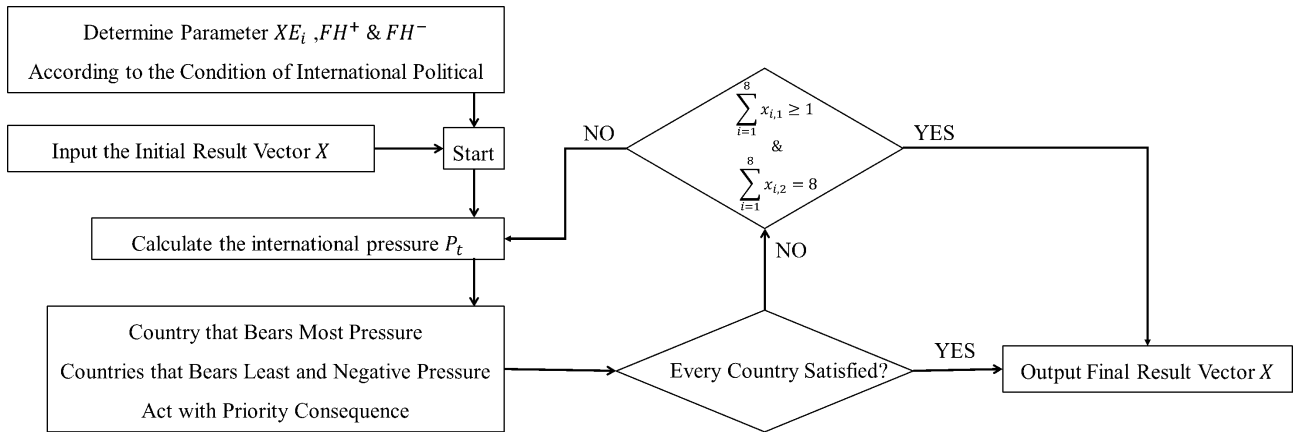 Determine Parameter XE_i ,FH^+ & FH^-
According to the Condition of International Political
Input the Initial Result Vector X
Start
Calculate the international pressure P_t
Country that Bears Most Pressure
Countries that Bears Least and Negative Pressure
Act with Priority Consequence
Every Country Satisfied?
NO
YES
∑_{i=1}^{8} x_{i,1} ≥ 1
&
∑_{i=1}^{8} x_{i,2} = 8
NO
YES
Output Final Result Vector X